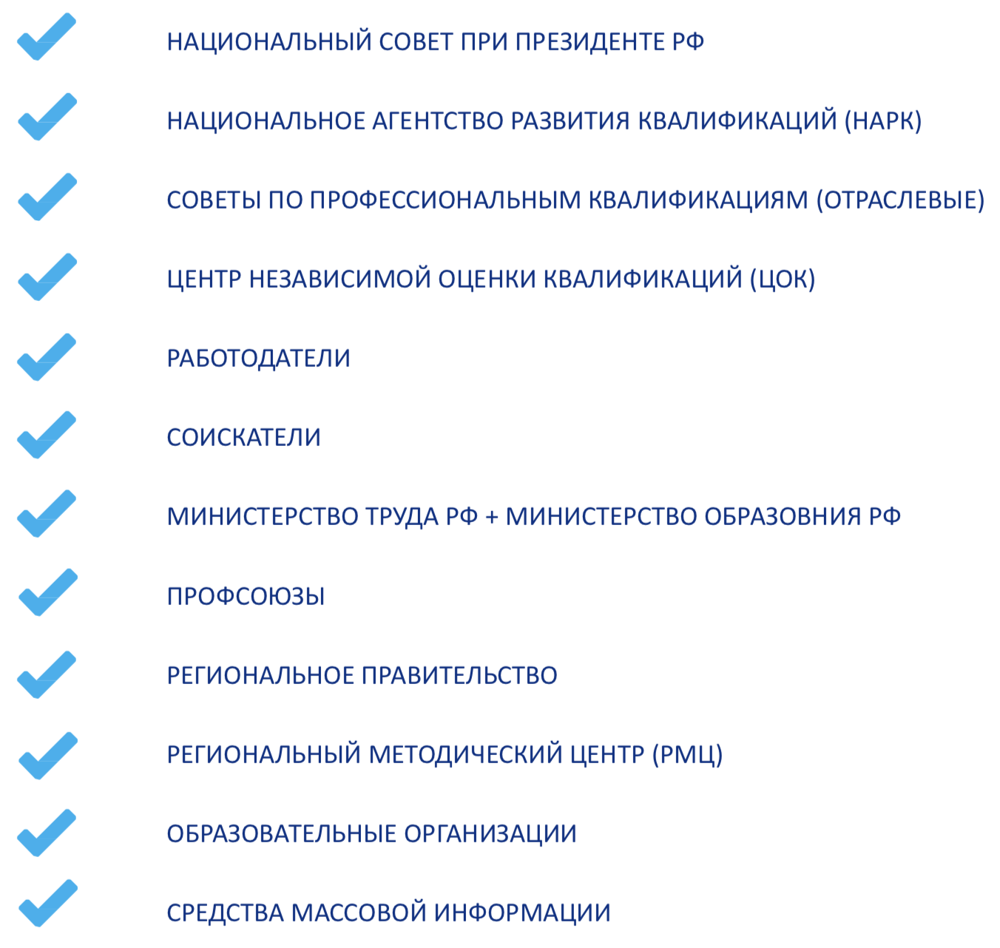 НАЦИОНАЛЬНЫЙ СОВЕТ ПРИ ПРЕЗИДЕНТЕ РФ
НАЦИОНАЛЬНОЕ АГЕНТСТВО РАЗВИТИЯ КВАЛИФИКАЦИЙ (НАРК)
СОВЕТЫ ПО ПРОФЕССИОНАЛЬНЫМ КВАЛИФИКАЦИЯМ (ОТРАСЛЕВЫЕ)
ЦЕНТР НЕЗАВИСИМОЙ ОЦЕНКИ КВАЛИФИКАЦИЙ (ЦОК)
РАБОТОДАТЕЛИ
СОИСКАТЕЛИ
МИНИСТЕРСТВО ТРУДА РФ + МИНИСТЕРСТВО ОБРАЗОВНИЯ РФ
ПРОФСОЮЗЫ
РЕГИОНАЛЬНОЕ ПРАВИТЕЛЬСТВО
РЕГИОНАЛЬНЫЙ МЕТОДИЧЕСКИЙ ЦЕНТР (РМЦ)
ОБРАЗОВАТЕЛЬНЫЕ ОРГАНИЗАЦИИ
СРЕДСТВА МАССОВОЙ ИНФОРМАЦИИ